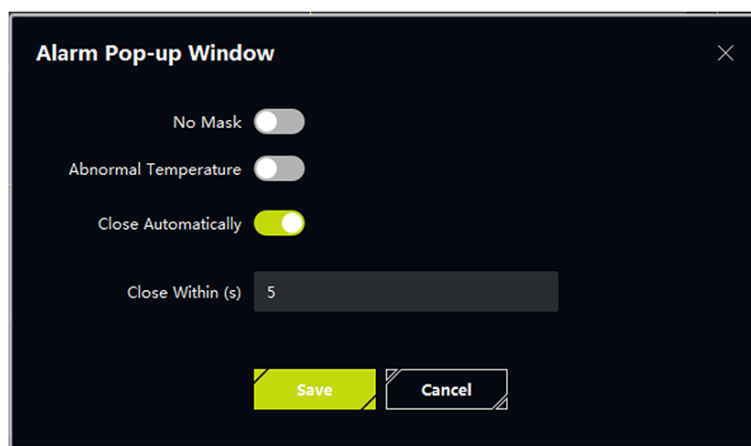 Alarm Pop-up Window
No Mask
Abnormal Temperature
Close Automatically
Close Within (s) 5
Save Cancel